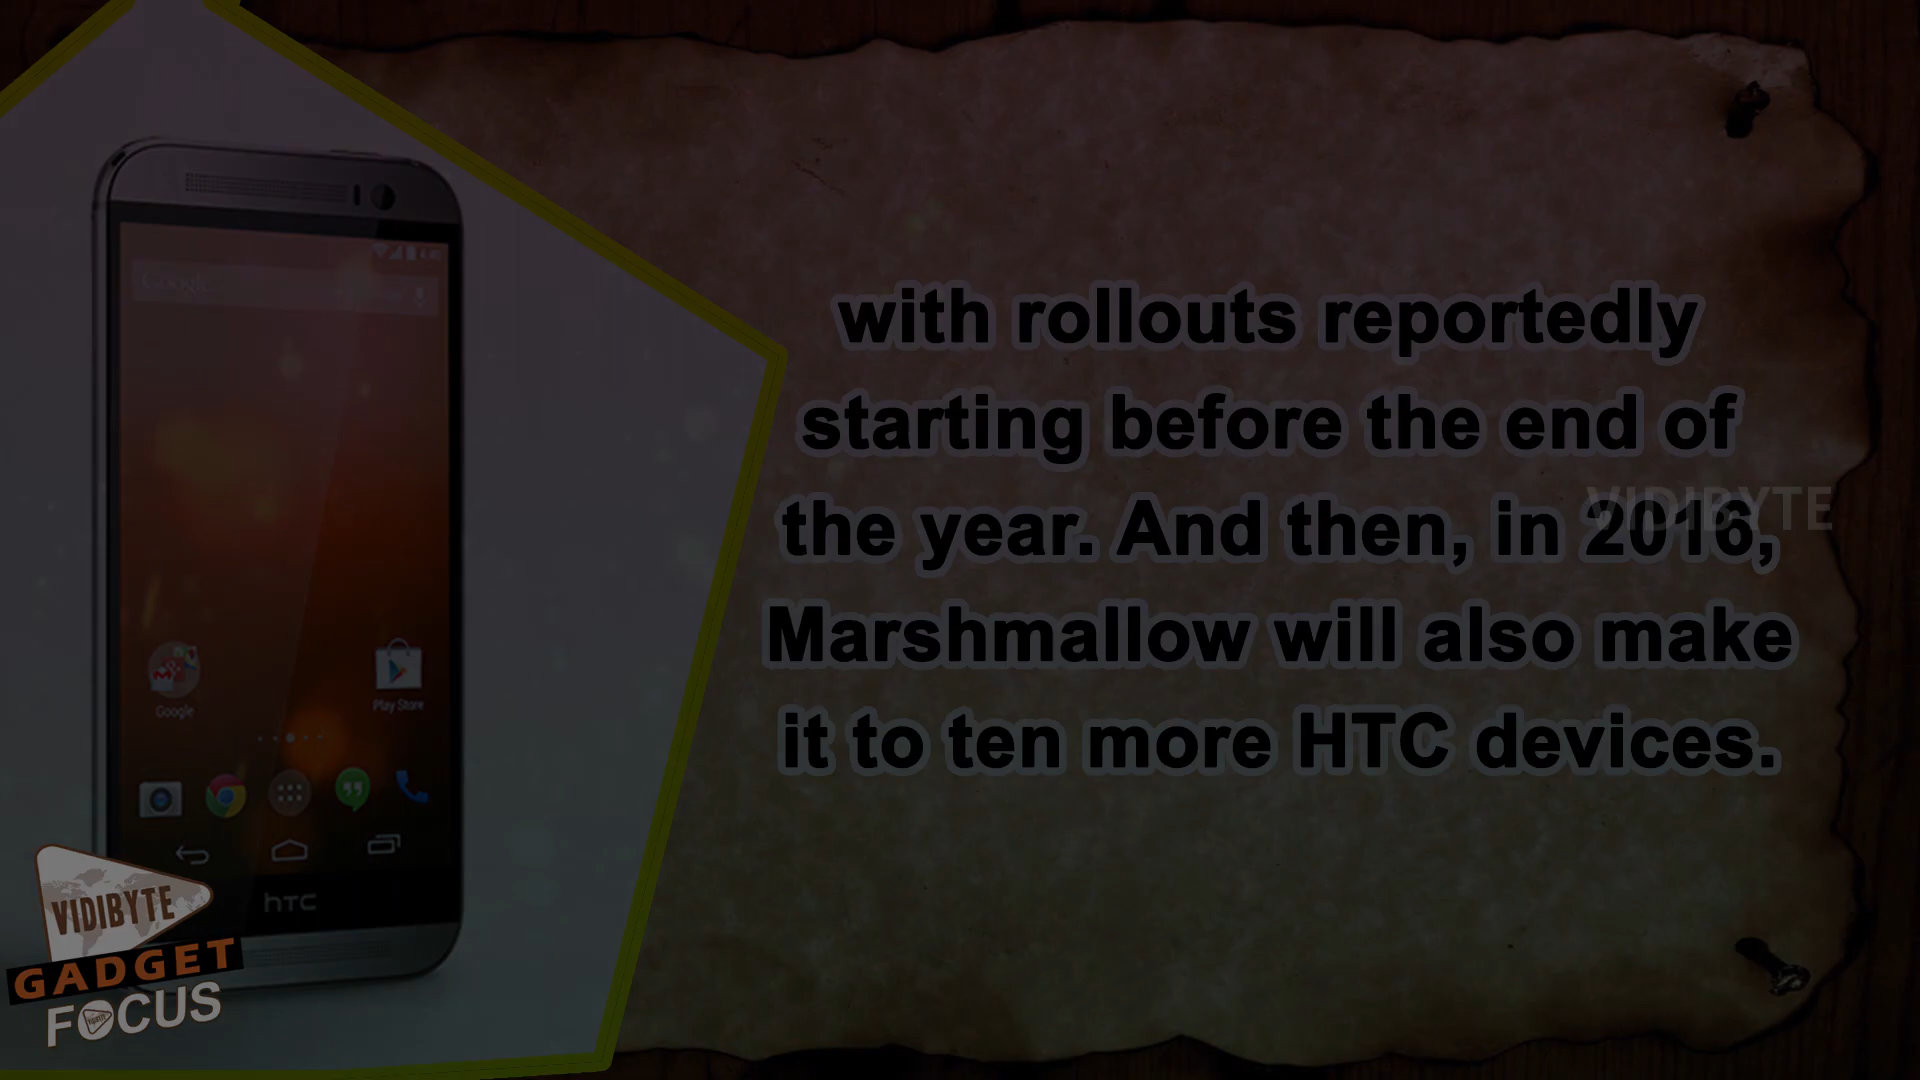 with rollouts reportedly
starting before the end of
the year. And then, in 2016,
Marshmallow will also make
it to ten more HTC devices.
VIDIBYTE
Google
Google
Play Store
hTC
VIDIBYTE
GADGET
FOCUS